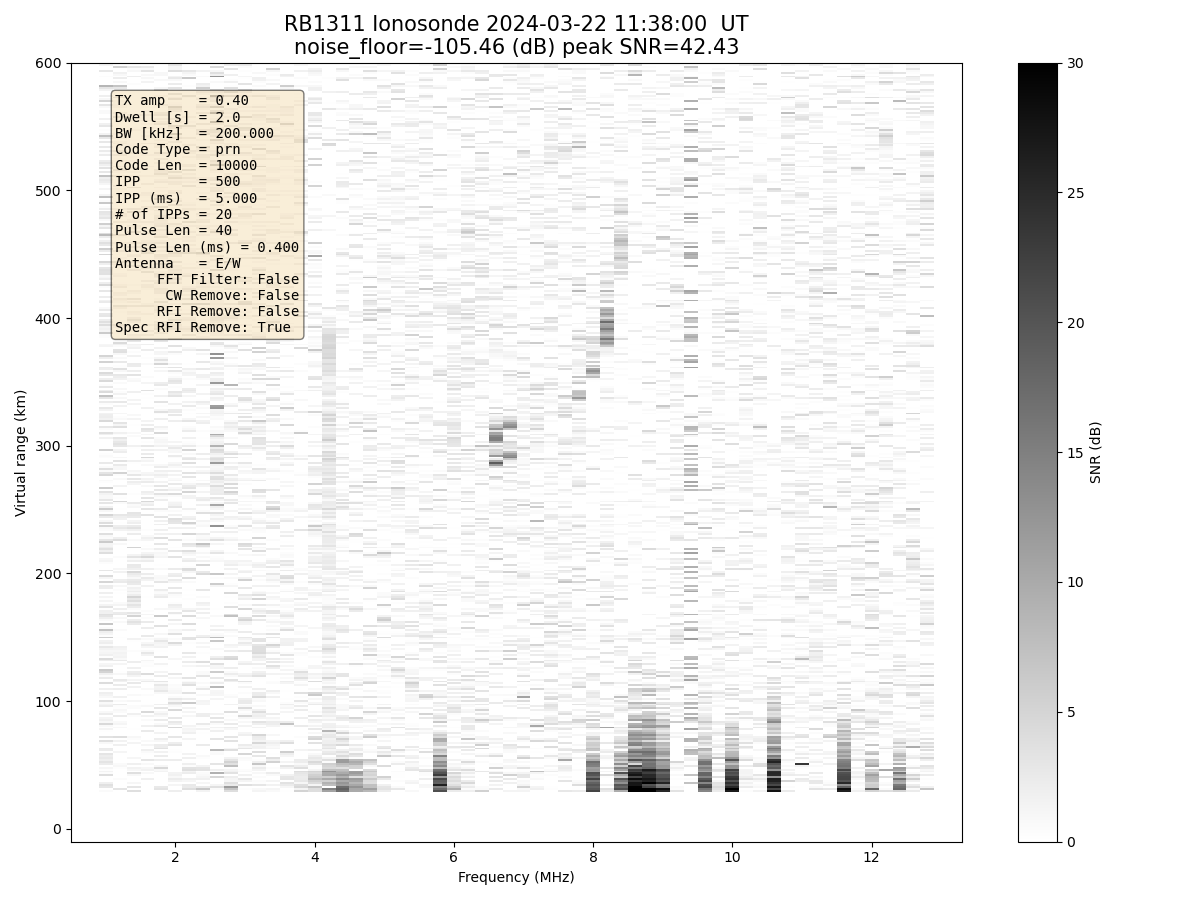 RB1311 Ionosonde 2024-03-22 11:38:00  UT
noise_floor=-105.46 (dB) peak SNR=42.43
TX amp    = 0.40
Dwell [s] = 2.0
BW [kHz]  = 200.000
Code Type = prn
Code Len  = 10000
IPP       = 500
IPP (ms)  = 5.000
# of IPPs = 20
Pulse Len = 40
Pulse Len (ms) = 0.400
Antenna   = E/W
FFT Filter: False
CW Remove: False
RFI Remove: False
Spec RFI Remove: True
Virtual range (km)
600
500
400
300
200
100
0
2 4 6 8 10 12
Frequency (MHz)
30
25
20
15
10
5
0
SNR (dB)